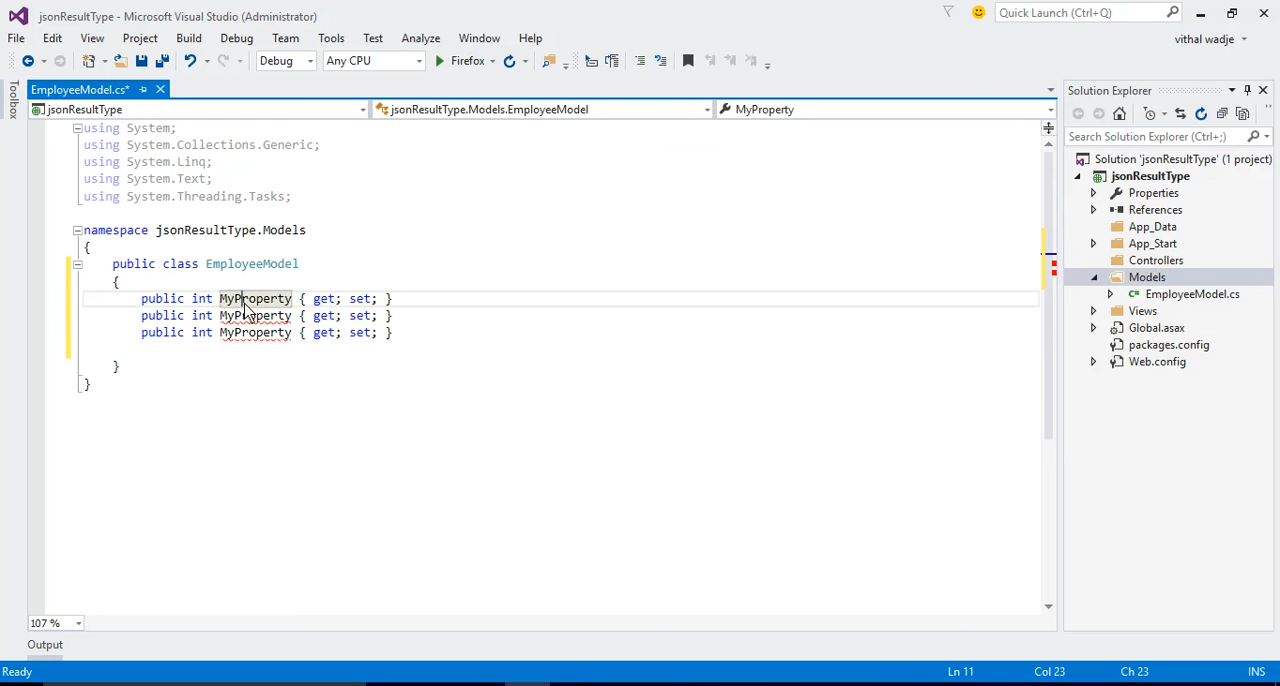 jsonResultType - Microsoft Visual Studio (Administrator)
Quick Launch (Ctrl+Q)
File Edit View Project Build Debug Team Tools Test Analyze Window Help
vithal wadje
Debug Any CPU Firefox
Toolbox
EmployeeModel.cs*
jsonResultType jsonResultType.Models.EmployeeModel MyProperty
using System;
using System.Collections.Generic;
using System.Linq;
using System.Text;
using System.Threading.Tasks;
namespace jsonResultType.Models
{
public class EmployeeModel
{
public int MyProperty { get; set; }
public int MyProperty { get; set; }
public int MyProperty { get; set; }
}
}
107 %
Output
Solution Explorer
Search Solution Explorer (Ctrl+;)
Solution 'jsonResultType' (1 project)
jsonResultType
Properties
References
App_Data
App_Start
Controllers
Models
C# EmployeeModel.cs
Views
Global.asax
packages.config
Web.config
Ready Ln 11 Col 23 Ch 23 INS